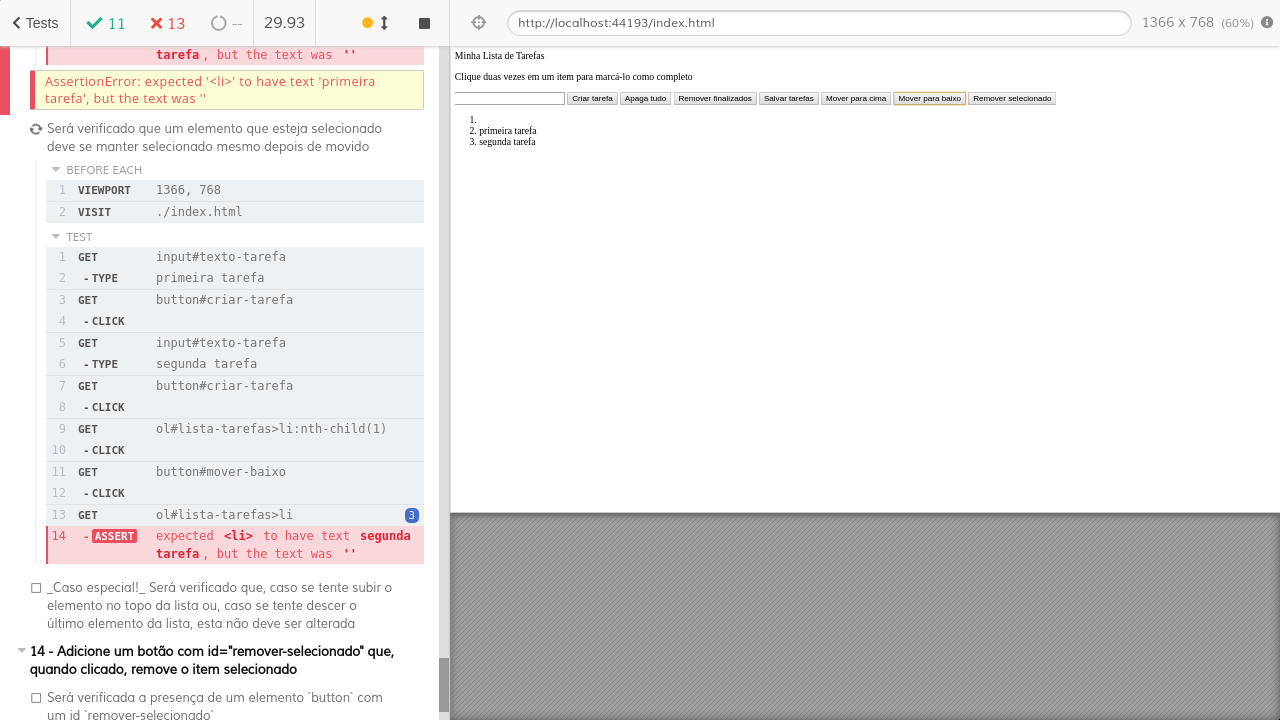 Tests
11
13
--
29.93
http://localhost:44193/index.html
1366 x 768 (60%)
tarefa , but the text was ''
AssertionError: expected '<li>' to have text 'primeira
tarefa', but the text was ''
Será verificado que um elemento que esteja selecionado
deve se manter selecionado mesmo depois de movido
BEFORE EACH
1 VIEWPORT 1366, 768
2 VISIT ./index.html
TEST
1 GET input#texto-tarefa
2 - TYPE primeira tarefa
3 GET button#criar-tarefa
4 - CLICK
5 GET input#texto-tarefa
6 - TYPE segunda tarefa
7 GET button#criar-tarefa
8 - CLICK
9 GET ol#lista-tarefas>li:nth-child(1)
10 - CLICK
11 GET button#mover-baixo
12 - CLICK
13 GET ol#lista-tarefas>li 3
14 - ASSERT expected <li> to have text segunda
tarefa , but the text was ''
_Caso especial!_ Será verificado que, caso se tente subir o
elemento no topo da lista ou, caso se tente descer o
último elemento da lista, esta não deve ser alterada
14 - Adicione um botão com id="remover-selecionado" que,
quando clicado, remove o item selecionado
Será verificada a presença de um elemento `button` com
um id `remover-selecionado`
Minha Lista de Tarefas
Clique duas vezes em um item para marcá-lo como completo
Criar tarefa Apaga tudo Remover finalizados Salvar tarefas Mover para cima Mover para baixo Remover selecionado
1.
2. primeira tarefa
3. segunda tarefa